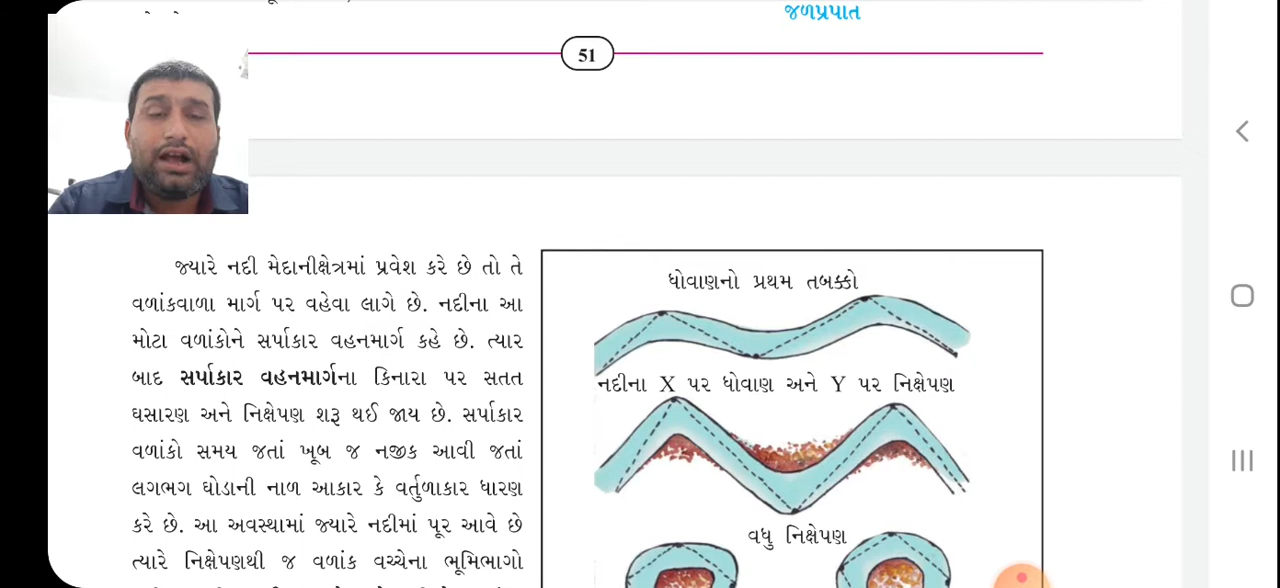 જળપ્રપાત
51
જ્યારે નદી મેદાનીક્ષેત્રમાં પ્રવેશ કરે છે તો તે
વળાંકવાળા માર્ગ પર વહેવા લાગે છે. નદીના આ
મોટા વળાંકોને સર્પાકાર વહનમાર્ગ કહે છે. ત્યાર
બાદ સર્પાકાર વહનમાર્ગના કિનારા પર સતત
ઘસારણ અને નિક્ષેપણ શરૂ થઈ જાય છે. સર્પાકાર
વળાંકો સમય જતાં ખૂબ જ નજીક આવી જતાં
લગભગ ઘોડાની નાળ આકાર કે વર્તુળાકાર ધારણ
કરે છે. આ અવસ્થામાં જ્યારે નદીમાં પૂર આવે છે
ત્યારે નિક્ષેપણથી જ વળાંક વચ્ચેના ભૂમિભાગો
ધોવાણનો પ્રથમ તબક્કો
નદીના X પર ધોવાણ અને Y પર નિક્ષેપણ
વધુ નિક્ષેપણ